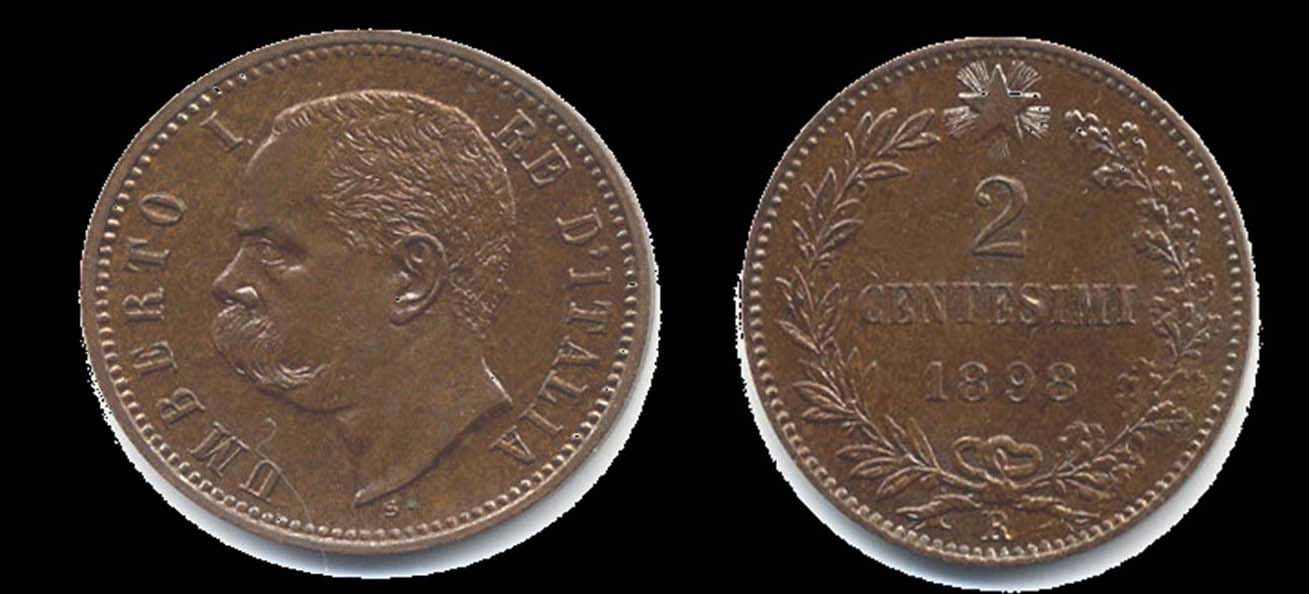 UMBERTO I RE D'ITALIA
S
2
CENTESIMI
1898
R